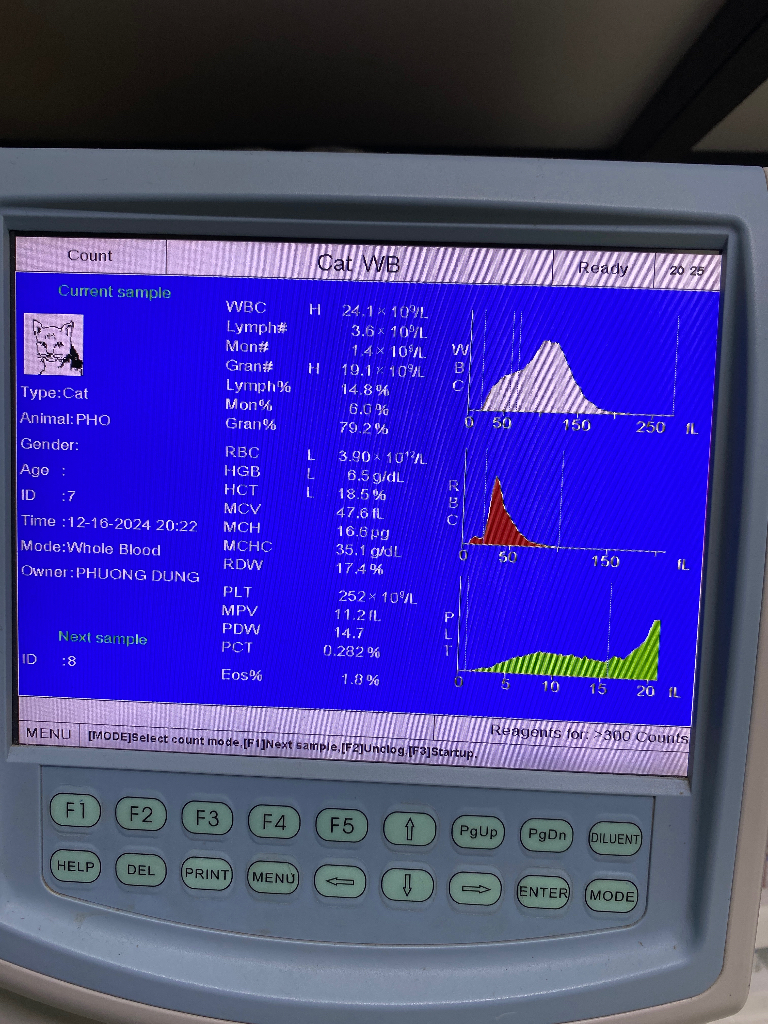 Count Cat WB Ready 20:25
Current sample
Type:Cat
Animal:PHO
Gender:
Age :
ID :7
Time :12-16-2024 20:22
Mode:Whole Blood
Owner:PHUONG DUNG
Next sample
ID :8
WBC H 24.1 × 10⁹/L
Lymph# 3.6 × 10⁹/L
Mon# 1.4 × 10⁹/L
Gran# H 19.1 × 10⁹/L
Lymph% 14.8 %
Mon% 6.0 %
Gran% 79.2 %
RBC L 3.90 × 10¹²/L
HGB L 6.5 g/dL
HCT L 18.5 %
MCV 47.6 fL
MCH 16.6 pg
MCHC 35.1 g/dL
RDW 17.4 %
PLT 252 × 10⁹/L
MPV 11.2 fL
PDW 14.7
PCT 0.282 %
Eos% 1.8 %
WBC
0 50 150 250 fL
RBC
0 50 150 fL
PLT
0 5 10 15 20 fL
Reagents for: >300 Counts
MENU [MODE]Select count mode,[F1]Next sample,[F2]Unclog,[F3]Startup.
F1 F2 F3 F4 F5 ⇧ PgUp PgDn DILUENT
HELP DEL PRINT MENU ⇦ ⇩ ⇨ ENTER MODE